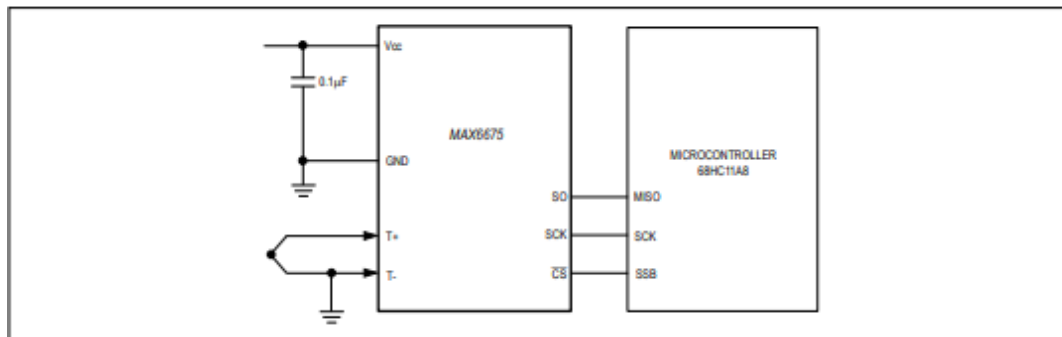 Vcc
0.1µF
MAX6675
GND
MICROCONTROLLER
68HC11A8
SO
MISO
T+
SCK
SCK
T-
CS
SSB